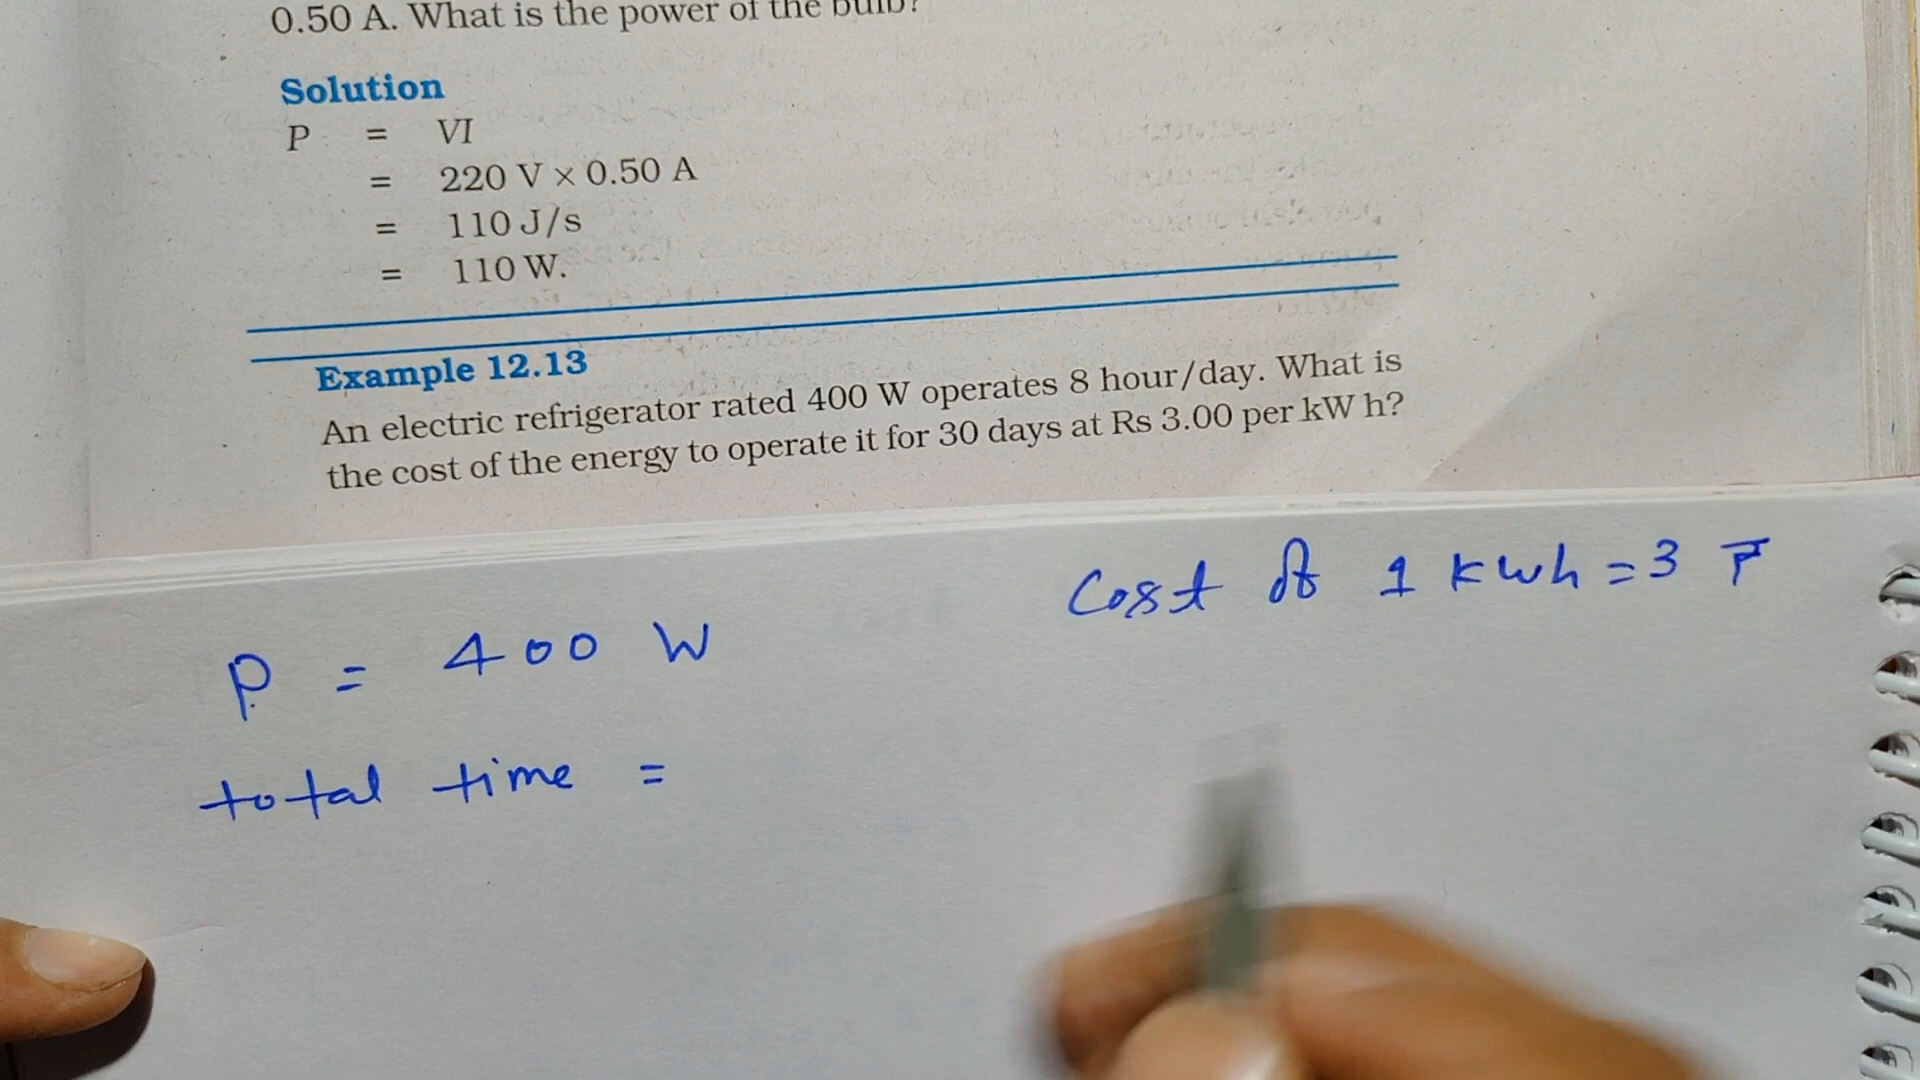 0.50 A. What is the power of the bulb?
Solution
P = VI
= 220 V × 0.50 A
= 110 J/s
= 110 W.
Example 12.13
An electric refrigerator rated 400 W operates 8 hour/day. What is
the cost of the energy to operate it for 30 days at Rs 3.00 per kW h?
Cost of 1 kwh = 3 ₹
P = 400 W
total time =